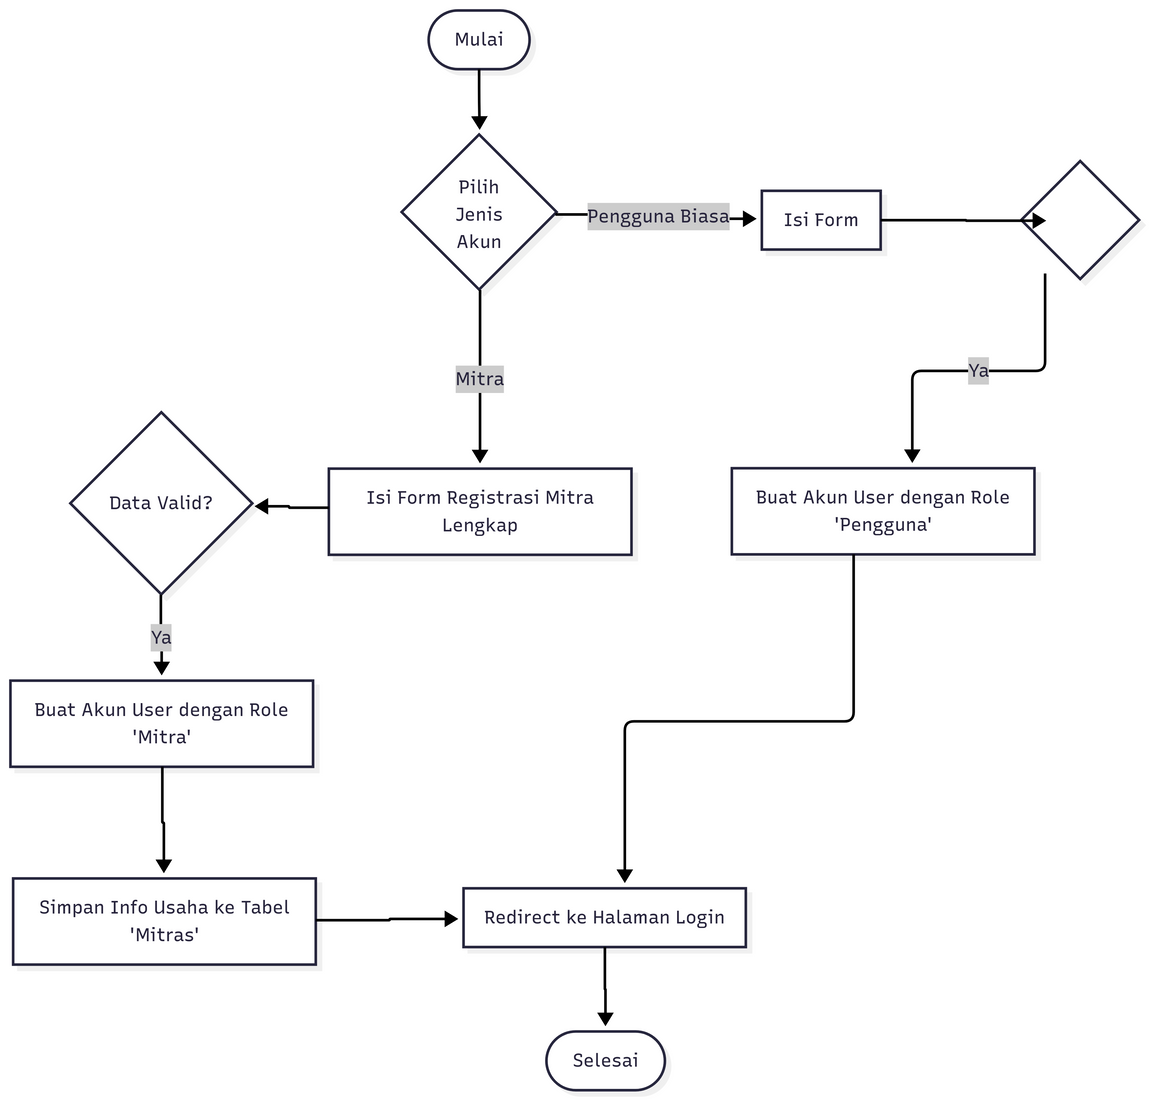 Mulai
Pilih
Jenis
Akun
Pengguna Biasa
Isi Form
Mitra
Ya
Data Valid?
Isi Form Registrasi Mitra
Lengkap
Buat Akun User dengan Role
'Pengguna'
Ya
Buat Akun User dengan Role
'Mitra'
Simpan Info Usaha ke Tabel
'Mitras'
Redirect ke Halaman Login
Selesai